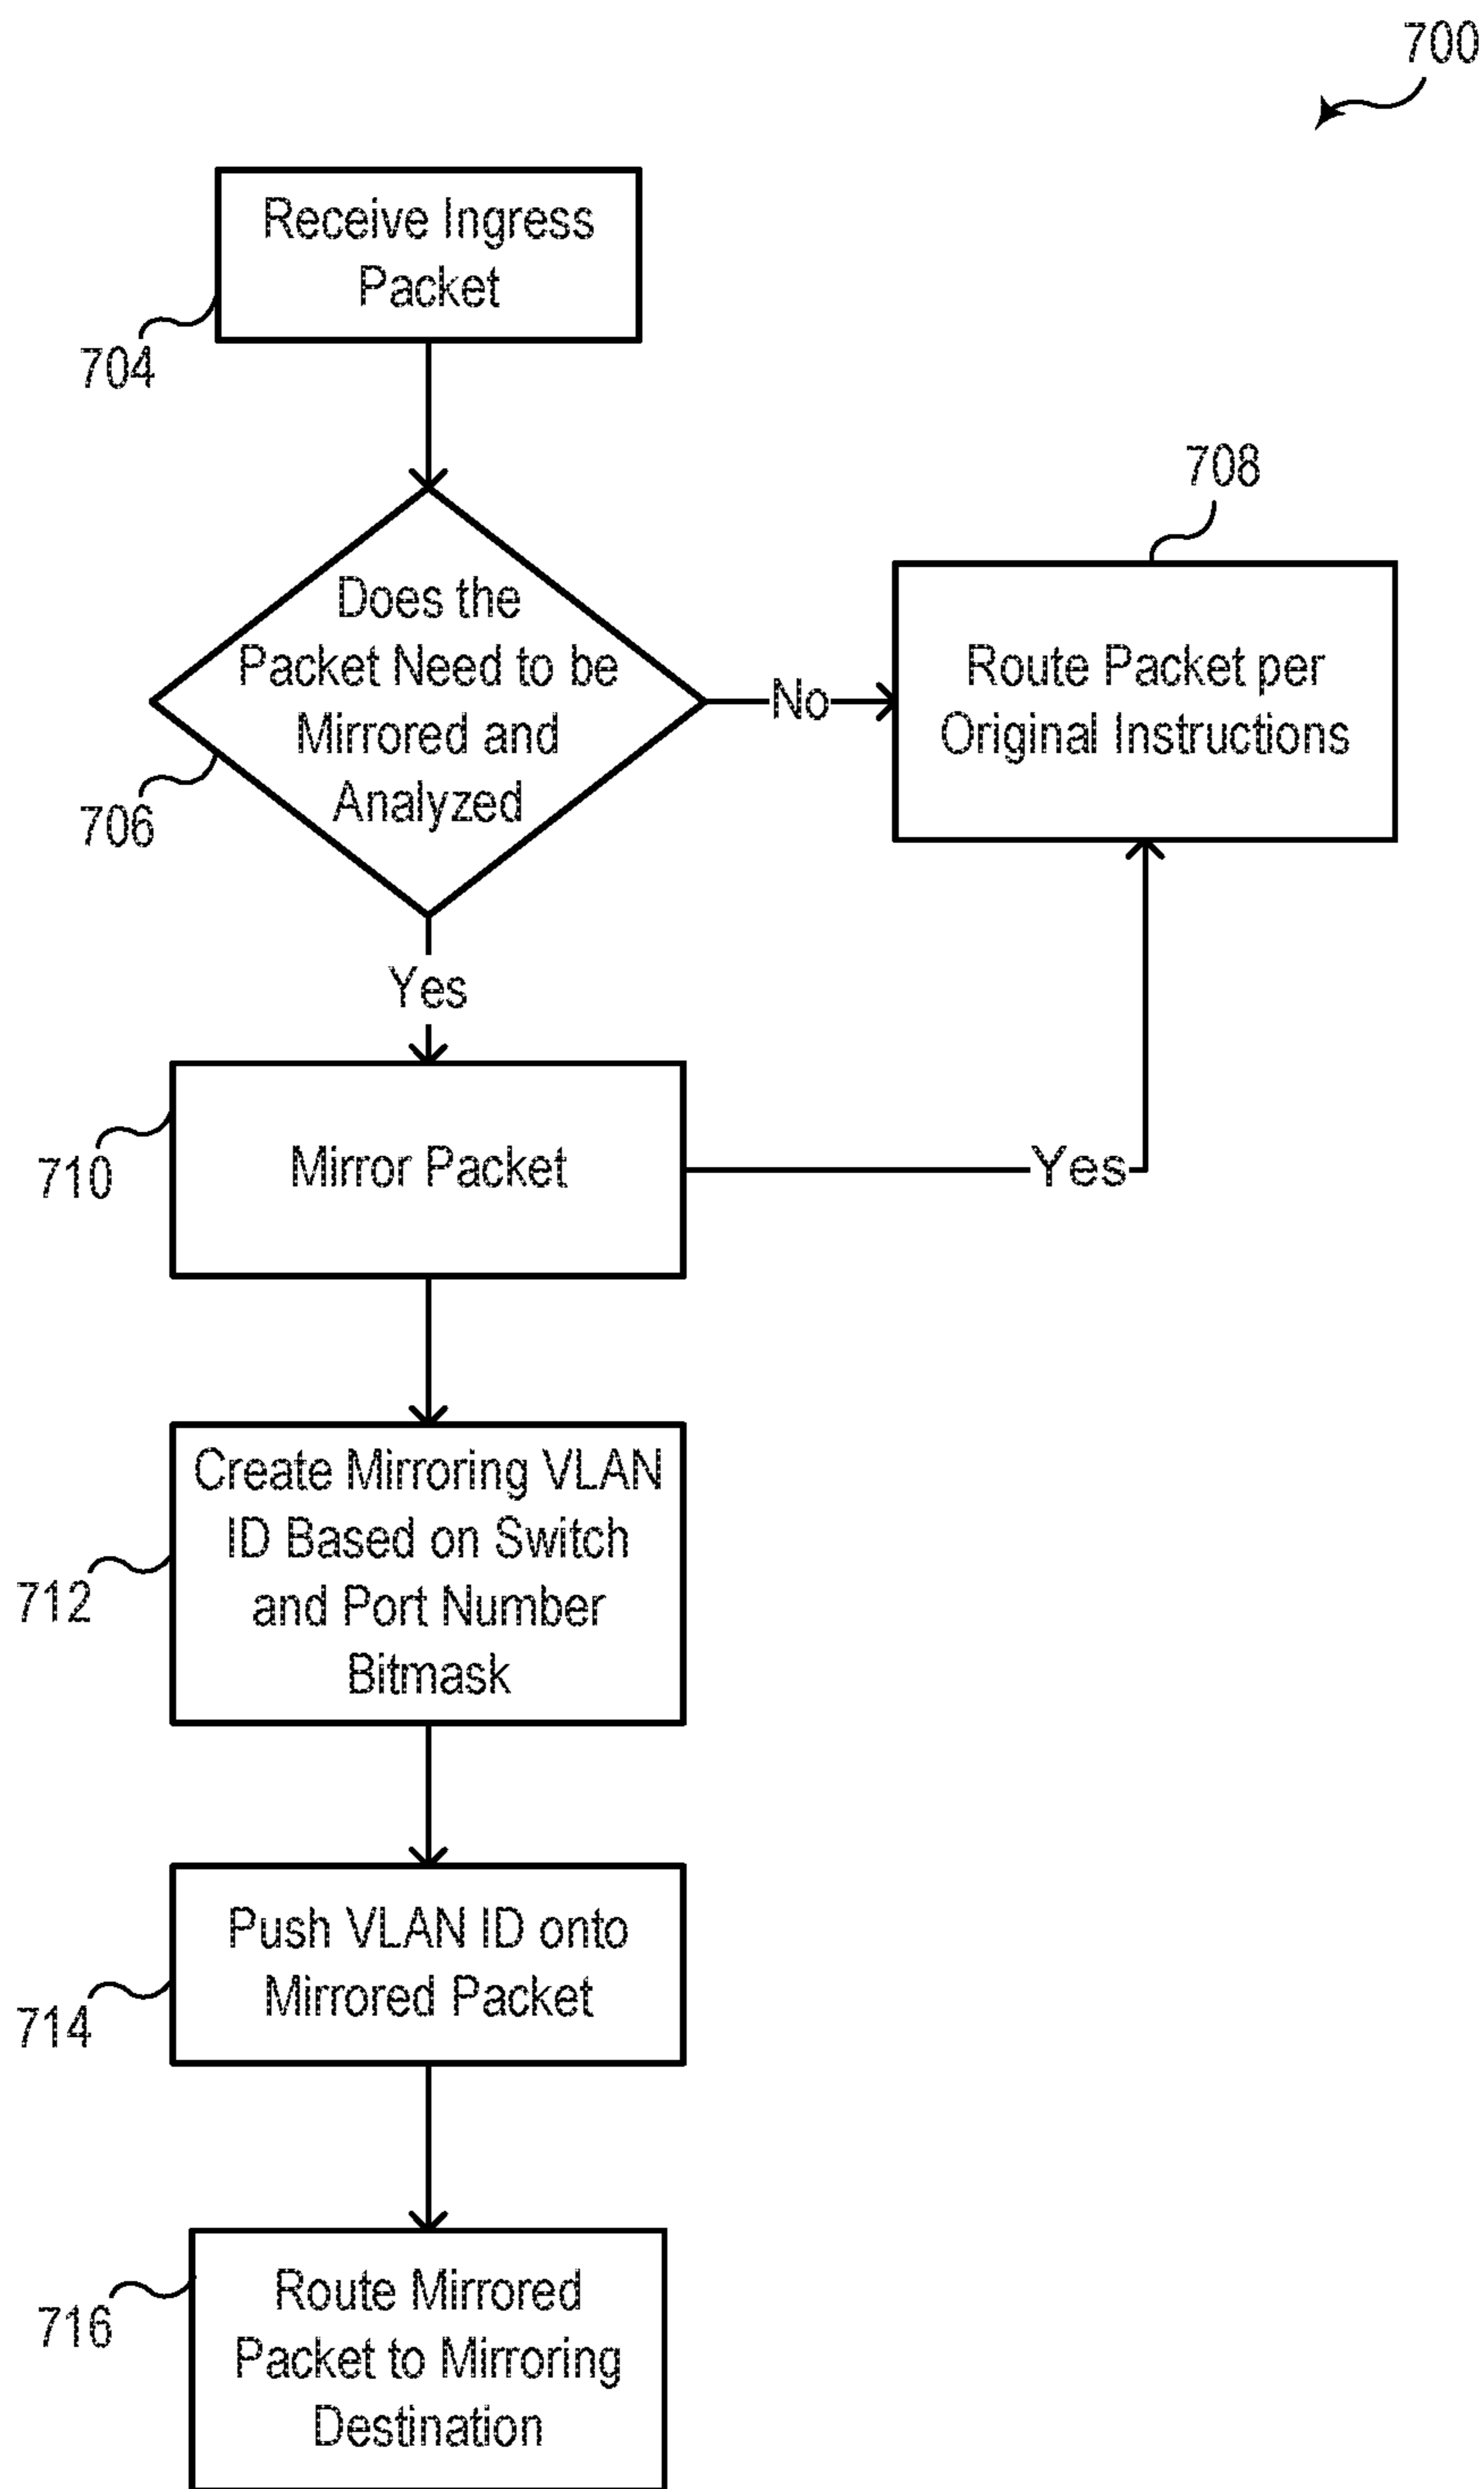 700
Receive Ingress
Packet
704
708
Does the
Packet Need to be
Mirrored and
Analyzed
706
No
Route Packet per
Original Instructions
Yes
Mirror Packet
710
Yes
Create Mirroring VLAN
ID Based on Switch
and Port Number
Bitmask
712
Push VLAN ID onto
Mirrored Packet
714
Route Mirrored
Packet to Mirroring
Destination
716